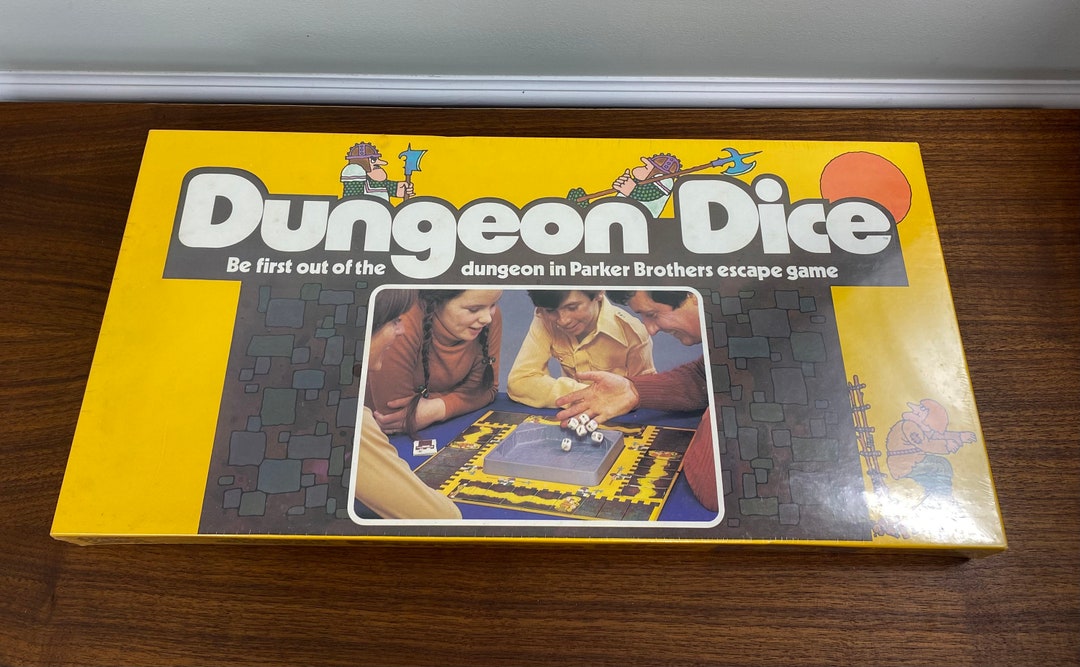 Dungeon Dice
Be first out of the dungeon in Parker Brothers escape game